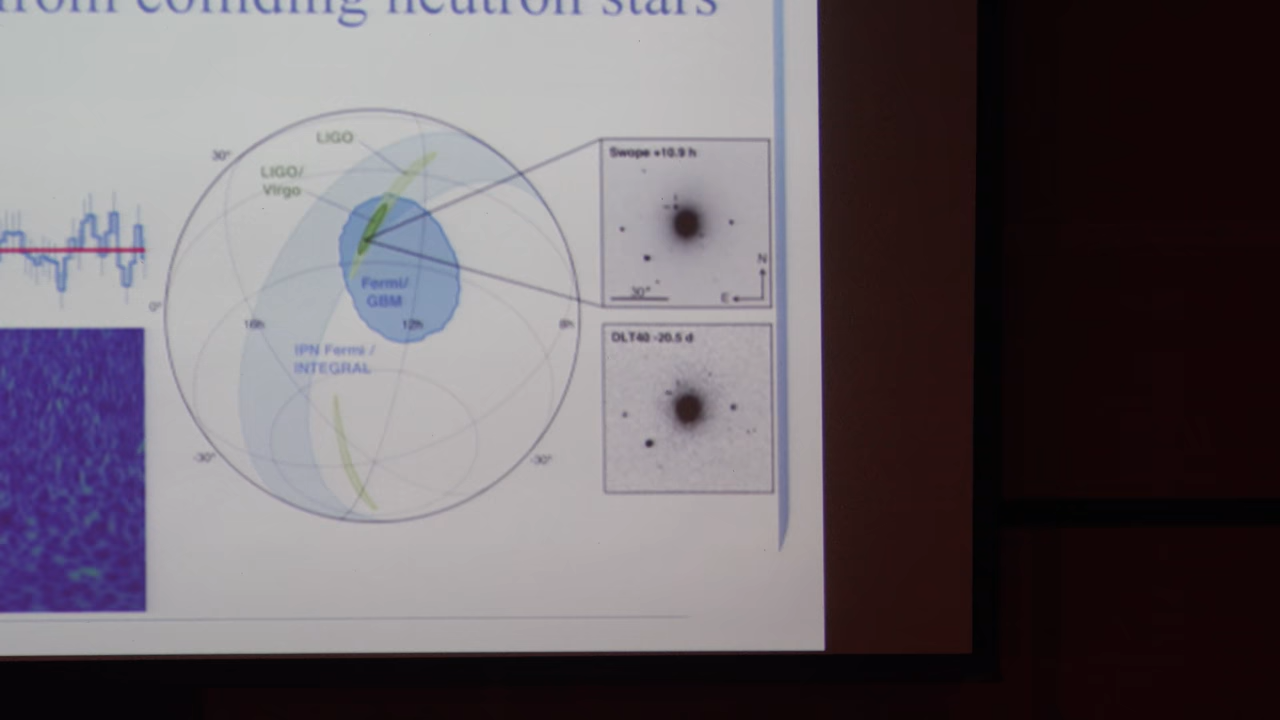 from colliding neutron stars
LIGO
30°
LIGO/
Virgo
Swope +10.9 h
N
30"
E
Fermi/
GBM
0°
16h
12h
8h
IPN Fermi /
INTEGRAL
DLT40 -20.5 d
-30°
-30°